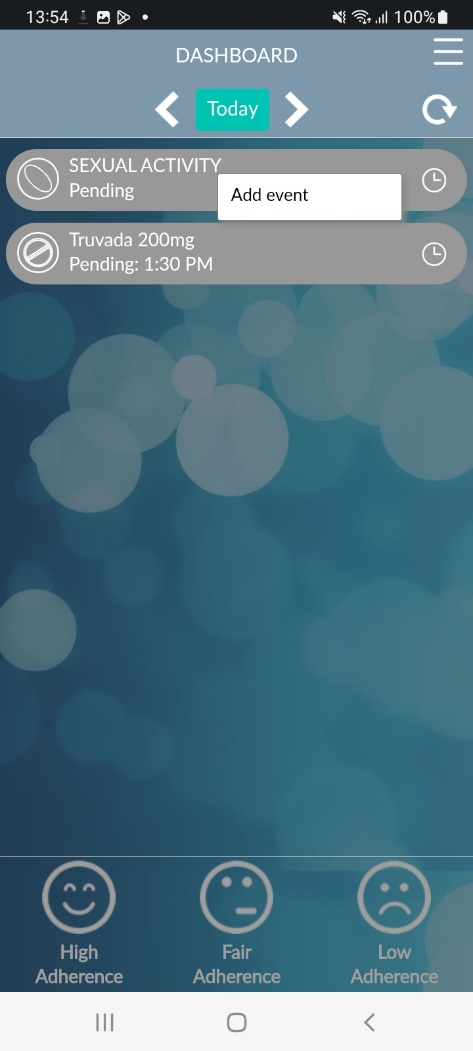 13:54
100%
DASHBOARD
Today
SEXUAL ACTIVITY
Pending
Add event
Truvada 200mg
Pending: 1:30 PM
High
Adherence
Fair
Adherence
Low
Adherence